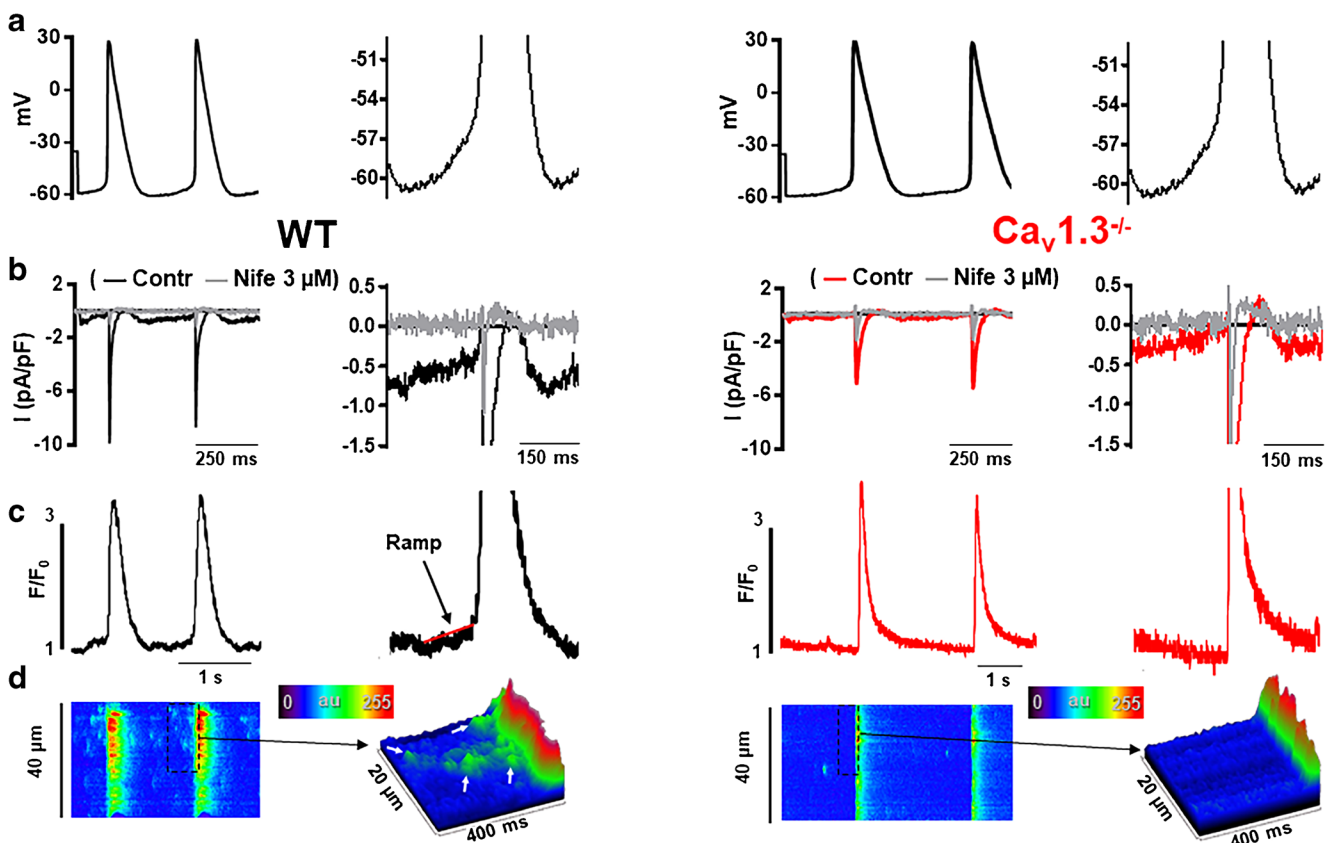 a
30
0
-30
-60
mV
-51
-54
-57
-60
30
0
-30
-60
mV
-51
-54
-57
-60
WT
CaV1.3-/-
b
( Contr Nife 3 µM)
2
-2
-6
-10
I (pA/pF)
250 ms
0.5
0.0
-0.5
-1.0
-1.5
150 ms
( Contr Nife 3 µM)
2
-2
-6
-10
I (pA/pF)
250 ms
0.5
0.0
-0.5
-1.0
-1.5
150 ms
c
3
1
F/F0
1 s
Ramp
3
1
F/F0
1 s
d
40 µm
0 au 255
20 µm
400 ms
40 µm
0 au 255
20 µm
400 ms